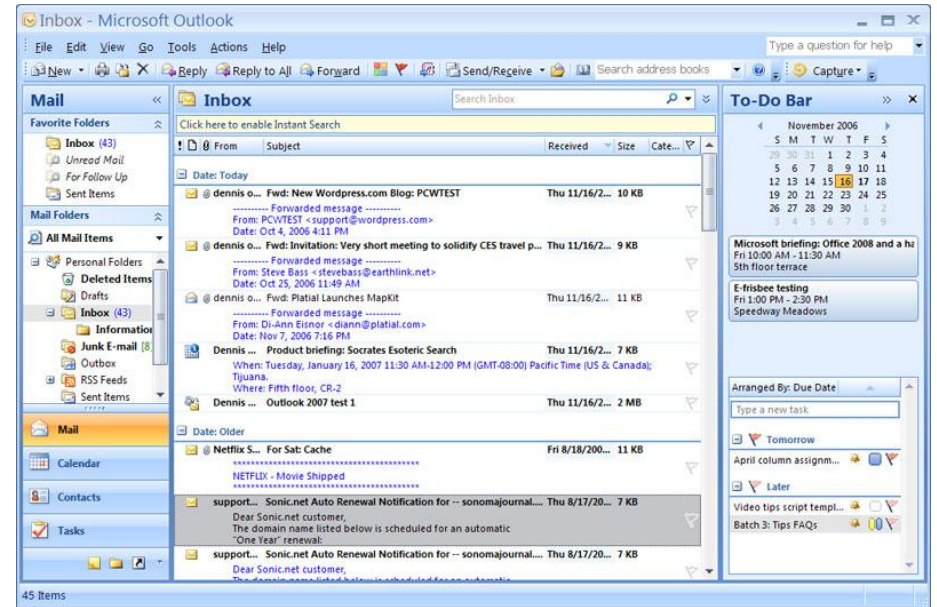 Inbox - Microsoft Outlook
File Edit View Go Tools Actions Help
Type a question for help
New Reply Reply to All Forward Send/Receive Search address books Capture
Mail
Favorite Folders
Inbox (43)
Unread Mail
For Follow Up
Sent Items
Mail Folders
All Mail Items
Personal Folders
Deleted Items
Drafts
Inbox (43)
Information
Junk E-mail [8
Outbox
RSS Feeds
Sent Items
Mail
Calendar
Contacts
Tasks
45 Items
Inbox
Search Inbox
Click here to enable Instant Search
! From Subject Received Size Cate...
Date: Today
dennis o... Fwd: New Wordpress.com Blog: PCWTEST Thu 11/16/2... 10 KB
---------- Forwarded message ----------
From: PCWTEST <support@wordpress.com>
Date: Oct 4, 2006 4:11 PM
dennis o... Fwd: Invitation: Very short meeting to solidify CES travel p... Thu 11/16/2... 9 KB
---------- Forwarded message ----------
From: Steve Bass <stevebass@earthlink.net>
Date: Oct 25, 2006 11:49 AM
dennis o... Fwd: Platial Launches MapKit Thu 11/16/2... 11 KB
---------- Forwarded message ----------
From: Di-Ann Eisnor <diann@platial.com>
Date: Nov 7, 2006 7:16 PM
Dennis ... Product briefing: Socrates Esoteric Search Thu 11/16/2... 7 KB
When: Tuesday, January 16, 2007 11:30 AM-12:00 PM (GMT-08:00) Pacific Time (US & Canada);
Tijuana.
Where: Fifth floor, CR-2
Dennis ... Outlook 2007 test 1 Thu 11/16/2... 2 MB
Date: Older
Netflix S... For Sat: Cache Fri 8/18/200... 11 KB
NETFLIX - Movie Shipped
support... Sonic.net Auto Renewal Notification for -- sonomajournal.... Thu 8/17/20... 7 KB
Dear Sonic.net customer,
The domain name listed below is scheduled for an automatic
"One Year" renewal:
support... Sonic.net Auto Renewal Notification for -- sonomajournal.... Thu 8/17/20... 7 KB
Dear Sonic.net customer,
The domain name listed below is scheduled for an automatic
To-Do Bar
November 2006
S M T W T F S
29 30 31 1 2 3 4
5 6 7 8 9 10 11
12 13 14 15 16 17 18
19 20 21 22 23 24 25
26 27 28 29 30 1 2
3 4 5 6 7 8 9
Microsoft briefing: Office 2008 and a ha
Fri 10:00 AM - 11:30 AM
5th floor terrace
E-frisbee testing
Fri 1:00 PM - 2:30 PM
Speedway Meadows
Arranged By: Due Date
Type a new task
Tomorrow
April column assignm...
Later
Video tips script templ...
Batch 3: Tips FAQs